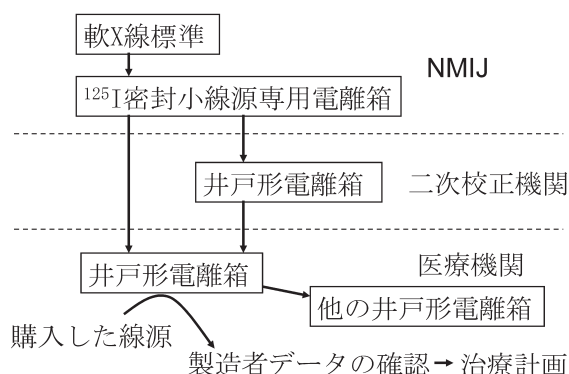 軟X線標準
NMIJ
¹²⁵I密封小線源専用電離箱
井戸形電離箱
二次校正機関
医療機関
井戸形電離箱
他の井戸形電離箱
購入した線源
製造者データの確認→治療計画